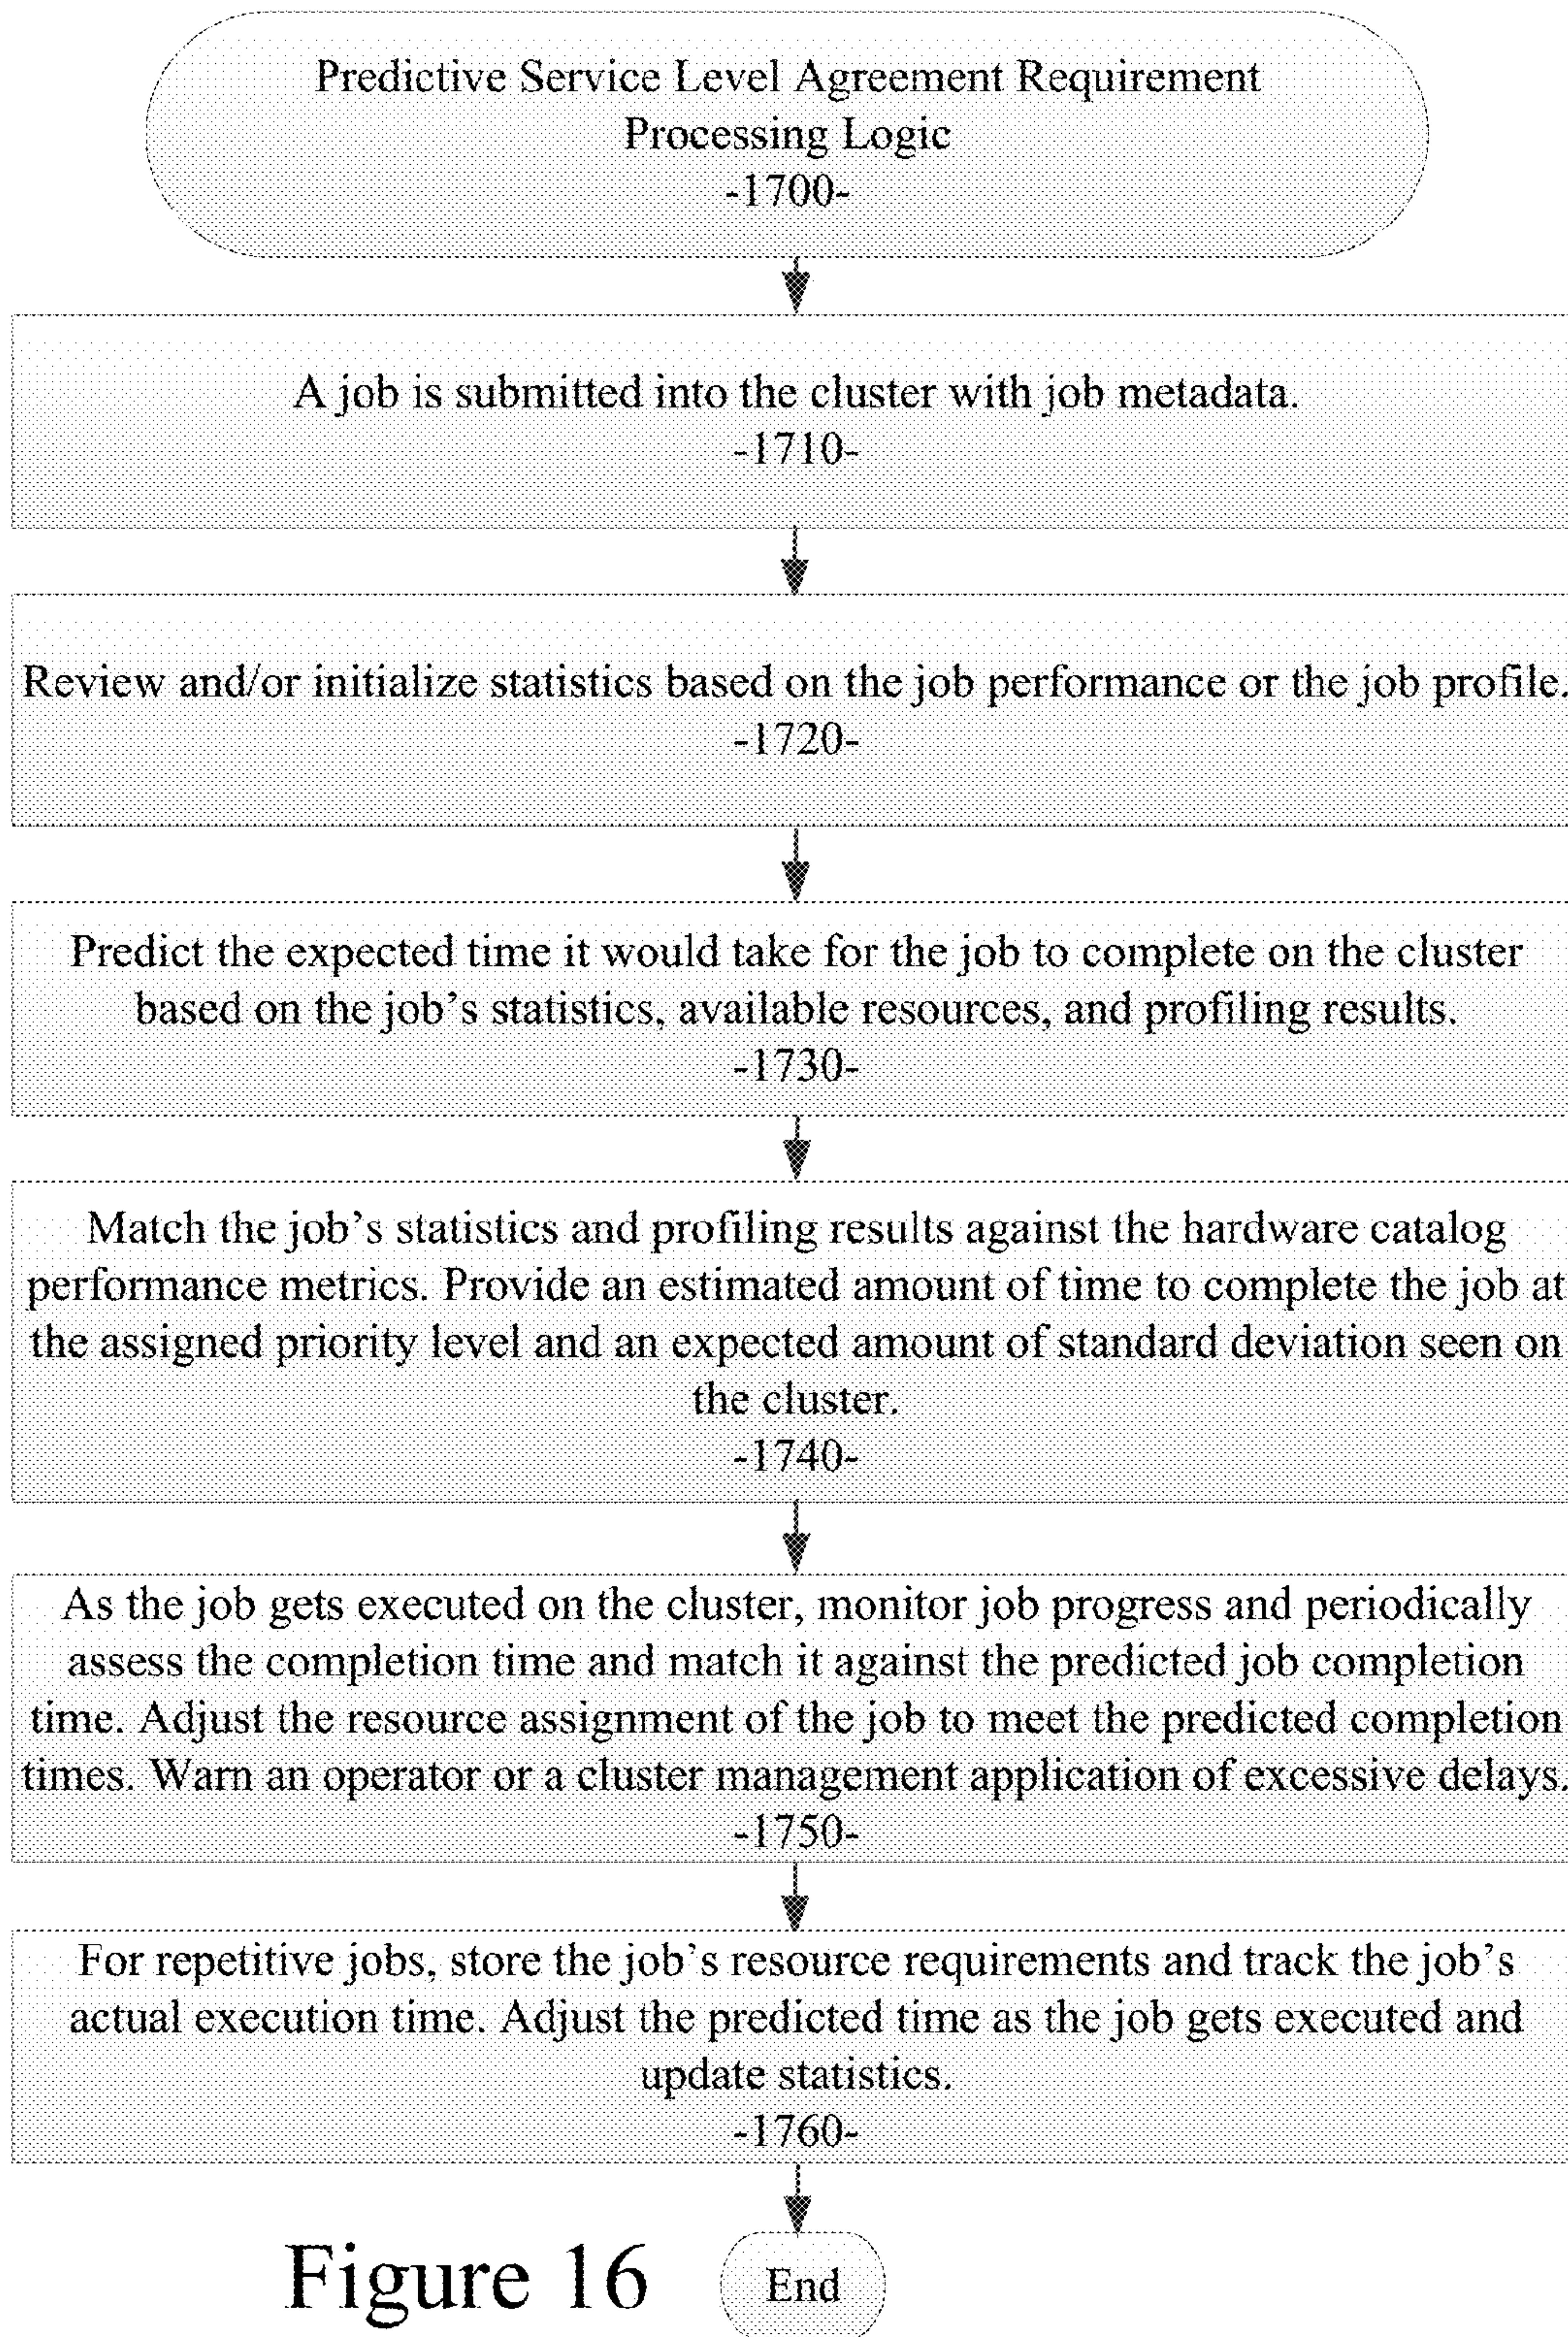 Predictive Service Level Agreement Requirement
Processing Logic
-1700-
A job is submitted into the cluster with job metadata.
-1710-
Review and/or initialize statistics based on the job performance or the job profile.
-1720-
Predict the expected time it would take for the job to complete on the cluster
based on the job's statistics, available resources, and profiling results.
-1730-
Match the job's statistics and profiling results against the hardware catalog
performance metrics. Provide an estimated amount of time to complete the job at
the assigned priority level and an expected amount of standard deviation seen on
the cluster.
-1740-
As the job gets executed on the cluster, monitor job progress and periodically
assess the completion time and match it against the predicted job completion
time. Adjust the resource assignment of the job to meet the predicted completion
times. Warn an operator or a cluster management application of excessive delays.
-1750-
For repetitive jobs, store the job's resource requirements and track the job's
actual execution time. Adjust the predicted time as the job gets executed and
update statistics.
-1760-
Figure 16
End